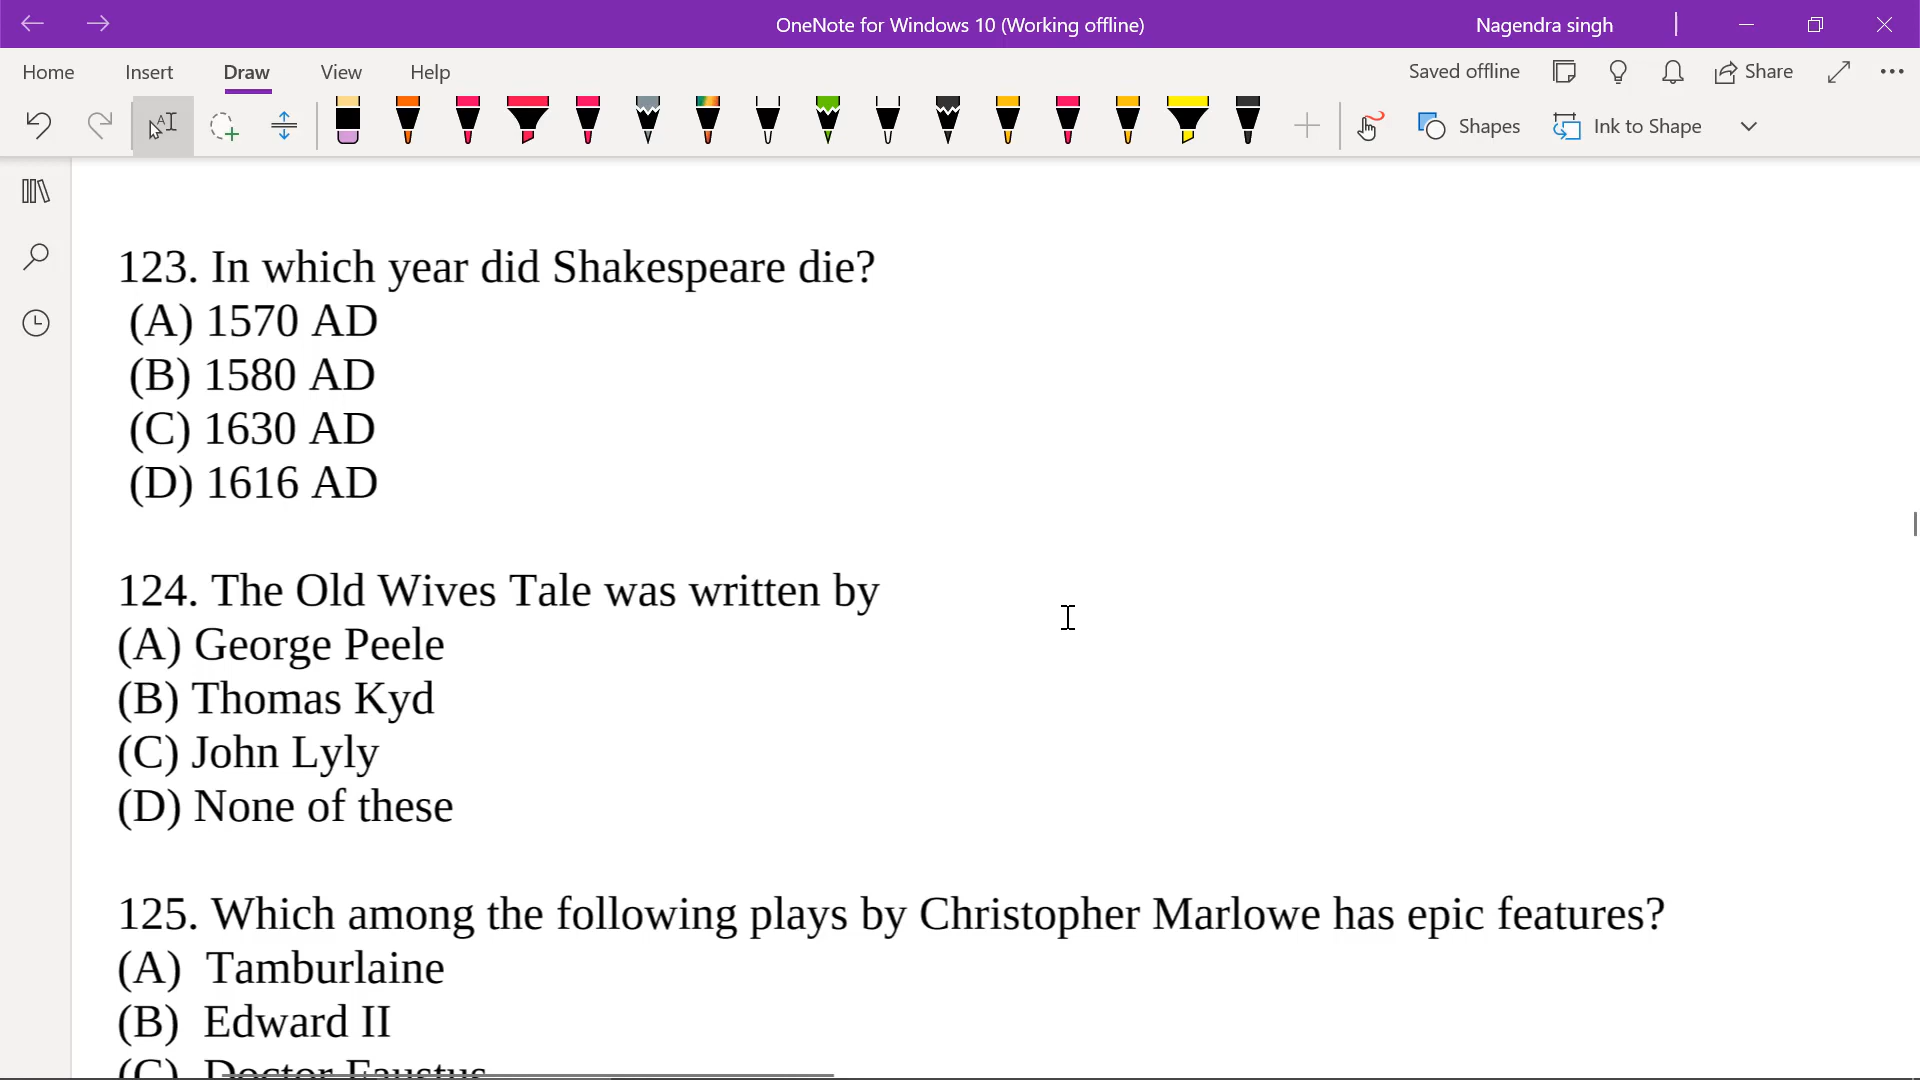 OneNote for Windows 10 (Working offline)
Nagendra singh
Home Insert Draw View Help
Saved offline
Share
Shapes
Ink to Shape
123. In which year did Shakespeare die?
(A) 1570 AD
(B) 1580 AD
(C) 1630 AD
(D) 1616 AD
124. The Old Wives Tale was written by
(A) George Peele
(B) Thomas Kyd
(C) John Lyly
(D) None of these
125. Which among the following plays by Christopher Marlowe has epic features?
(A) Tamburlaine
(B) Edward II
(C) Doctor Faustus